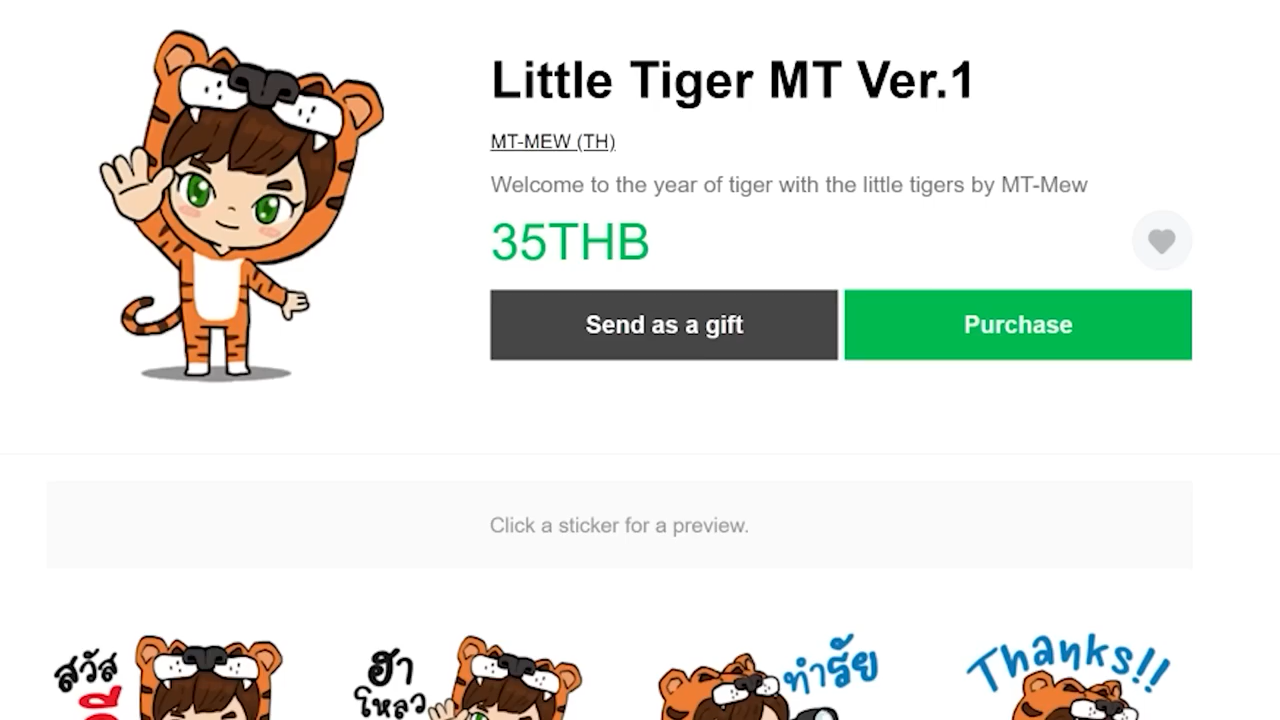 Little Tiger MT Ver.1
MT-MEW (TH)
Welcome to the year of tiger with the little tigers by MT-Mew
35THB
Send as a gift
Purchase
Click a sticker for a preview.
สวัส
ฮา
โหลว
ทำรัย
Thanks!!